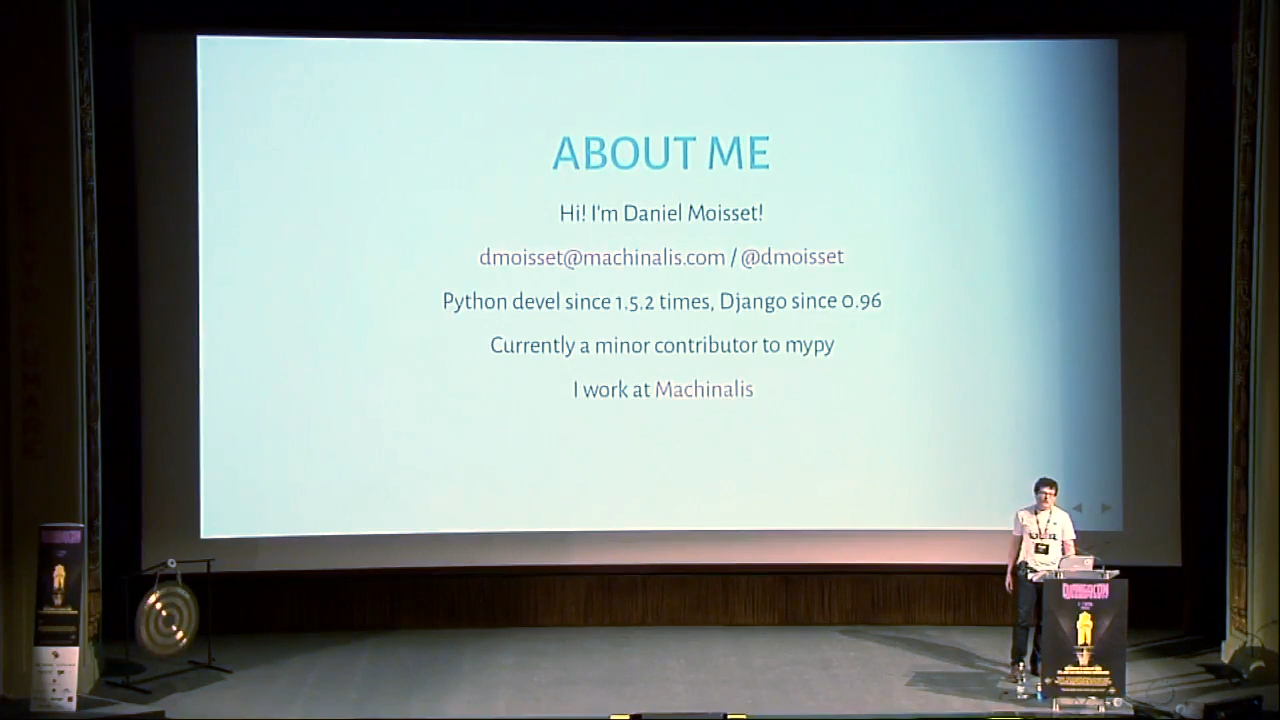 ABOUT ME
Hi! I'm Daniel Moisset!
dmoisset@machinalis.com / @dmoisset
Python devel since 1.5.2 times, Django since 0.96
Currently a minor contributor to mypy
I work at Machinalis
DJANGOCON